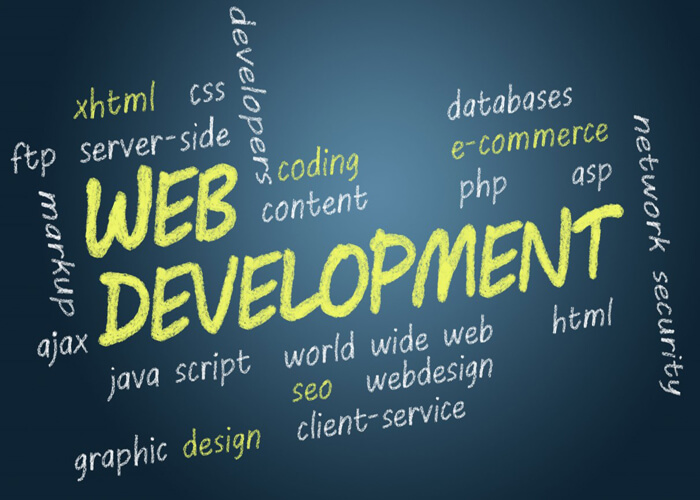 developers
xhtml
css
databases
ftp
server-side
coding
e-commerce
network security
markup
WEB
content
php
asp
DEVELOPMENT
ajax
java script
world wide web
html
seo
webdesign
client-service
graphic design